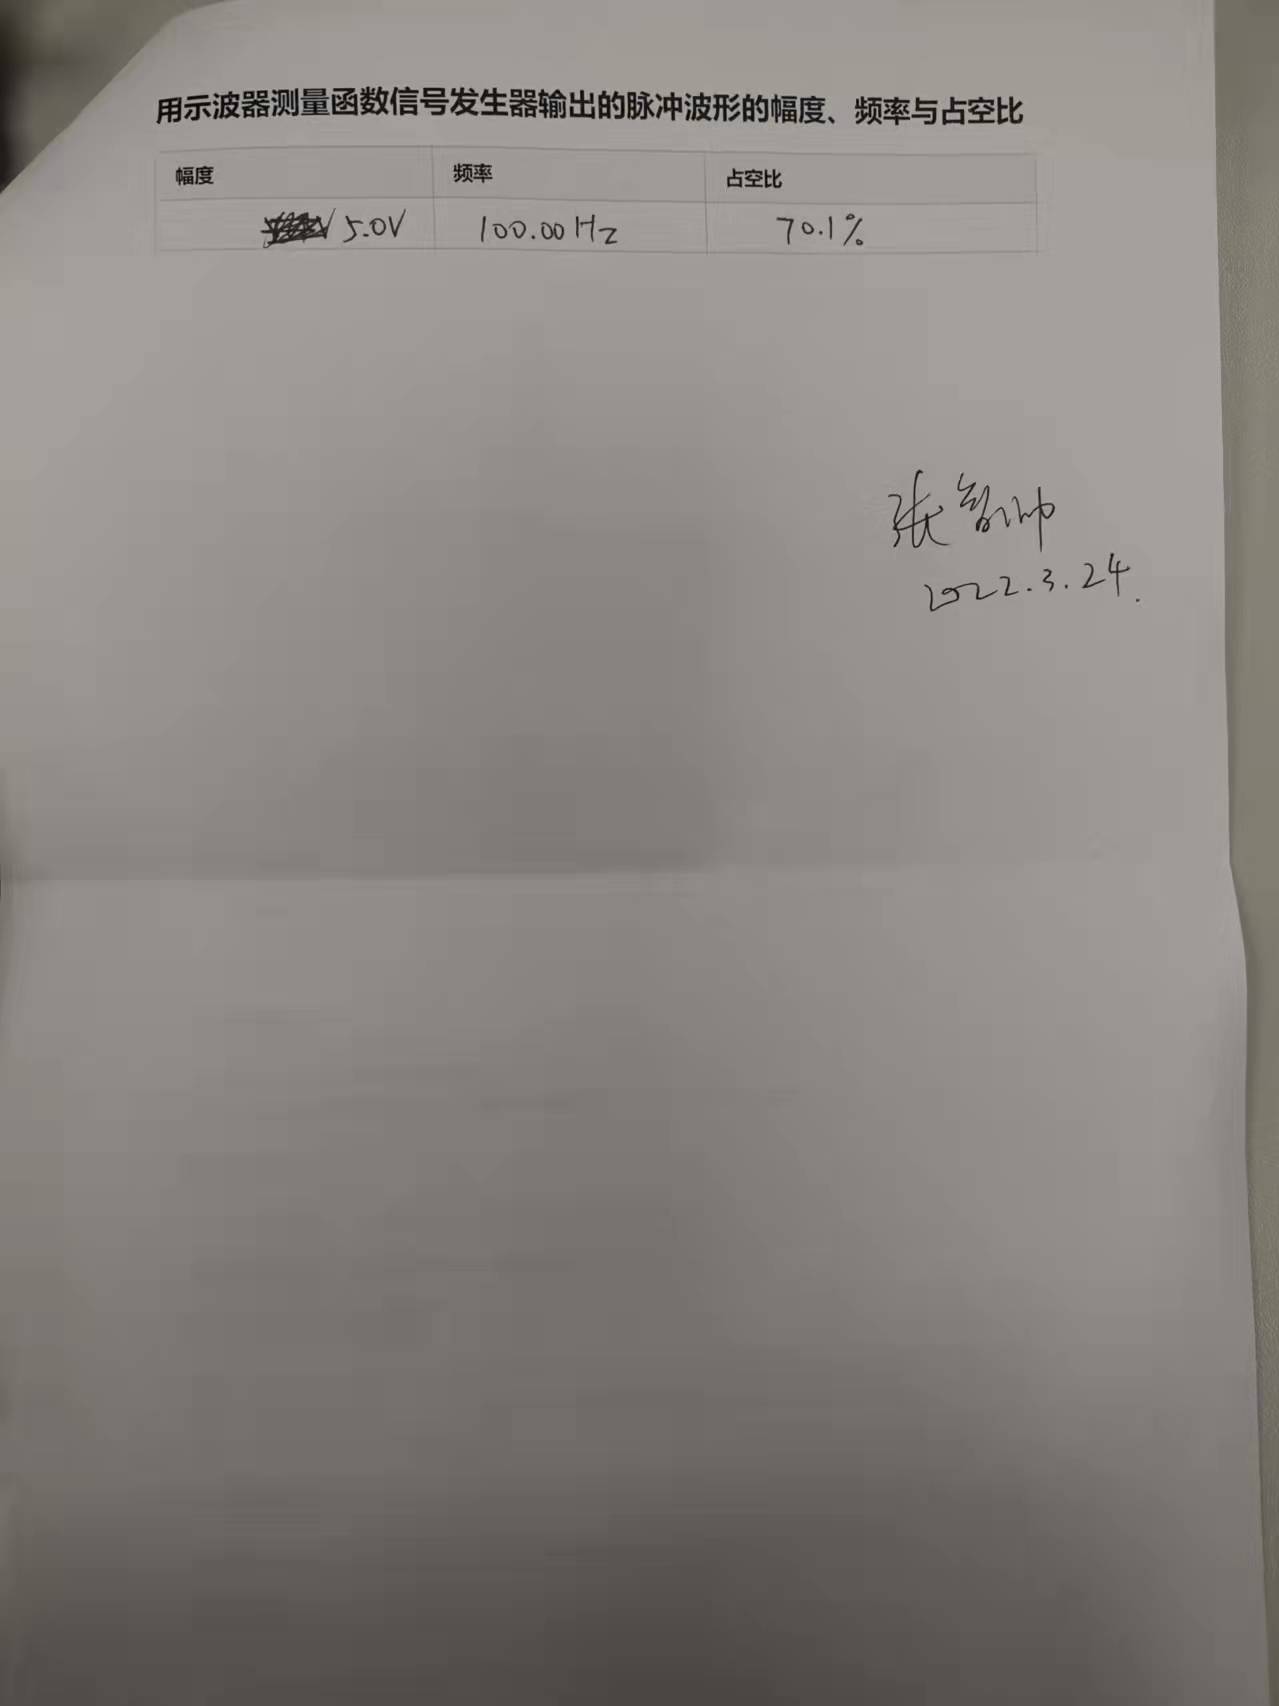 用示波器测量函数信号发生器输出的脉冲波形的幅度、频率与占空比
幅度 频率 占空比
5.0V 100.00Hz 70.1%
张智帅
2022.3.24.